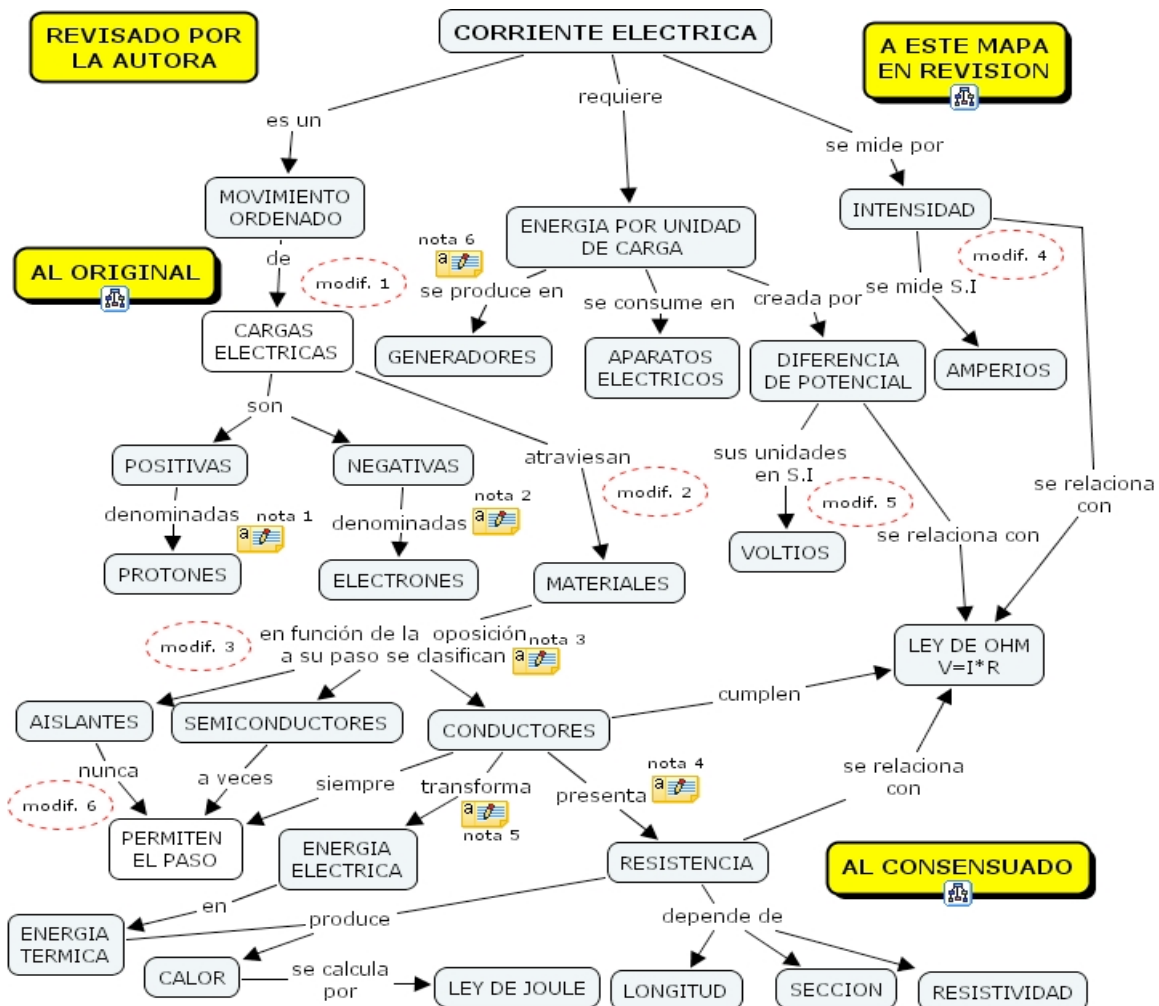 REVISADO POR
LA AUTORA
CORRIENTE ELECTRICA
A ESTE MAPA
EN REVISION
es un
requiere
se mide por
MOVIMIENTO
ORDENADO
ENERGIA POR UNIDAD
DE CARGA
INTENSIDAD
AL ORIGINAL
de
modif. 1
nota 6
a
se produce en
se consume en
creada por
modif. 4
se mide S.I
CARGAS
ELECTRICAS
GENERADORES
APARATOS
ELECTRICOS
DIFERENCIA
DE POTENCIAL
AMPERIOS
son
POSITIVAS
NEGATIVAS
atraviesan
modif. 2
sus unidades
en S.I
modif. 5
se relaciona
con
denominadas
nota 1
a
denominadas
nota 2
a
se relaciona con
PROTONES
ELECTRONES
MATERIALES
VOLTIOS
modif. 3
en función de la oposición
a su paso se clasifican
nota 3
a
LEY DE OHM
V=I*R
AISLANTES
SEMICONDUCTORES
CONDUCTORES
cumplen
nunca
a veces
siempre
transforma
a
nota 5
presenta
nota 4
a
se relaciona
con
modif. 6
PERMITEN
EL PASO
ENERGIA
ELECTRICA
RESISTENCIA
AL CONSENSUADO
en
produce
depende de
ENERGIA
TERMICA
CALOR
se calcula
por
LEY DE JOULE
LONGITUD
SECCION
RESISTIVIDAD